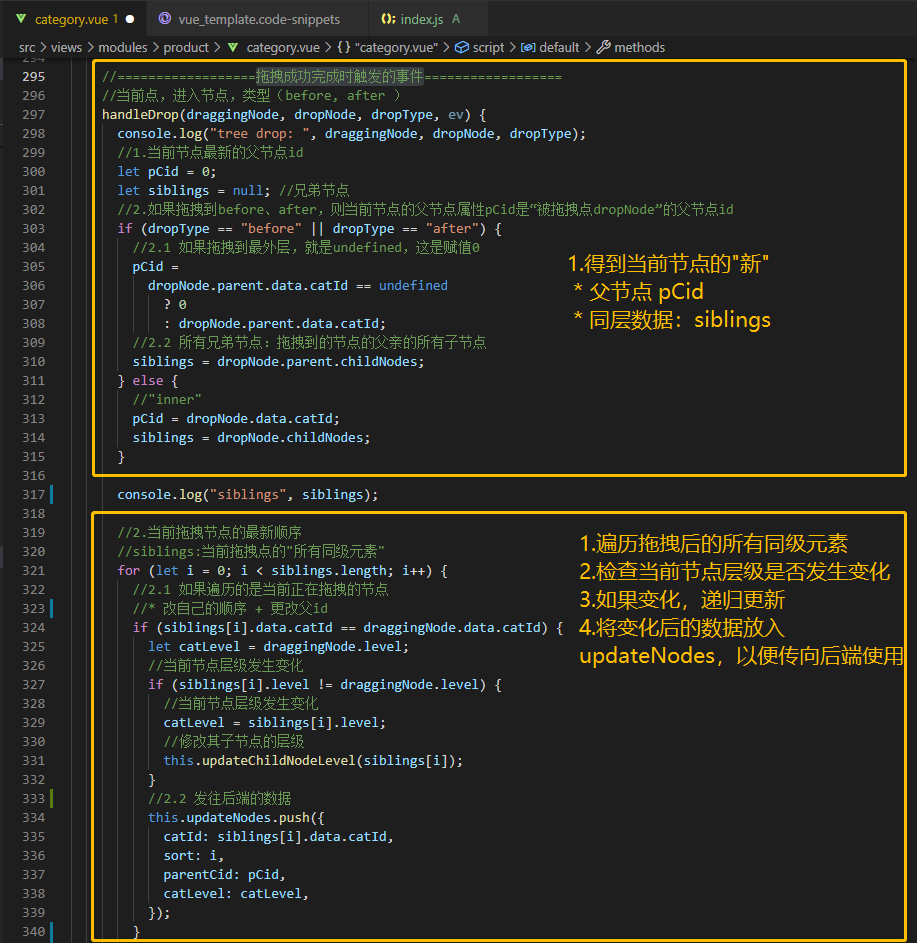 category.vue 1 ●
vue_template.code-snippets
index.js A
src > views > modules > product > category.vue > {} "category.vue" > script > default > methods
294
295 //==================拖拽成功完成时触发的事件==================
296 //当前点，进入节点，类型（before, after ）
297 handleDrop(draggingNode, dropNode, dropType, ev) {
298 console.log("tree drop: ", draggingNode, dropNode, dropType);
299 //1.当前节点最新的父节点id
300 let pCid = 0;
301 let siblings = null; //兄弟节点
302 //2.如果拖拽到before、after，则当前节点的父节点属性pCid是“被拖拽点dropNode”的父节点id
303 if (dropType == "before" || dropType == "after") {
304 //2.1 如果拖拽到最外层，就是undefined，这是赋值0
305 pCid =
306 dropNode.parent.data.catId == undefined
307 ? 0
308 : dropNode.parent.data.catId;
309 //2.2 所有兄弟节点：拖拽到的节点的父亲的所有子节点
310 siblings = dropNode.parent.childNodes;
311 } else {
312 //"inner"
313 pCid = dropNode.data.catId;
314 siblings = dropNode.childNodes;
315 }
316
317 console.log("siblings", siblings);
318
319 //2.当前拖拽节点的最新顺序
320 //siblings:当前拖拽点的"所有同级元素"
321 for (let i = 0; i < siblings.length; i++) {
322 //2.1 如果遍历的是当前正在拖拽的节点
323 //* 改自己的顺序 + 更改父id
324 if (siblings[i].data.catId == draggingNode.data.catId) {
325 let catLevel = draggingNode.level;
326 //当前节点层级发生变化
327 if (siblings[i].level != draggingNode.level) {
328 //当前节点层级发生变化
329 catLevel = siblings[i].level;
330 //修改其子节点的层级
331 this.updateChildNodeLevel(siblings[i]);
332 }
333 //2.2 发往后端的数据
334 this.updateNodes.push({
335 catId: siblings[i].data.catId,
336 sort: i,
337 parentCid: pCid,
338 catLevel: catLevel,
339 });
340 }
1.得到当前节点的"新"
* 父节点 pCid
* 同层数据：siblings
1.遍历拖拽后的所有同级元素
2.检查当前节点层级是否发生变化
3.如果变化，递归更新
4.将变化后的数据放入
updateNodes，以便传向后端使用